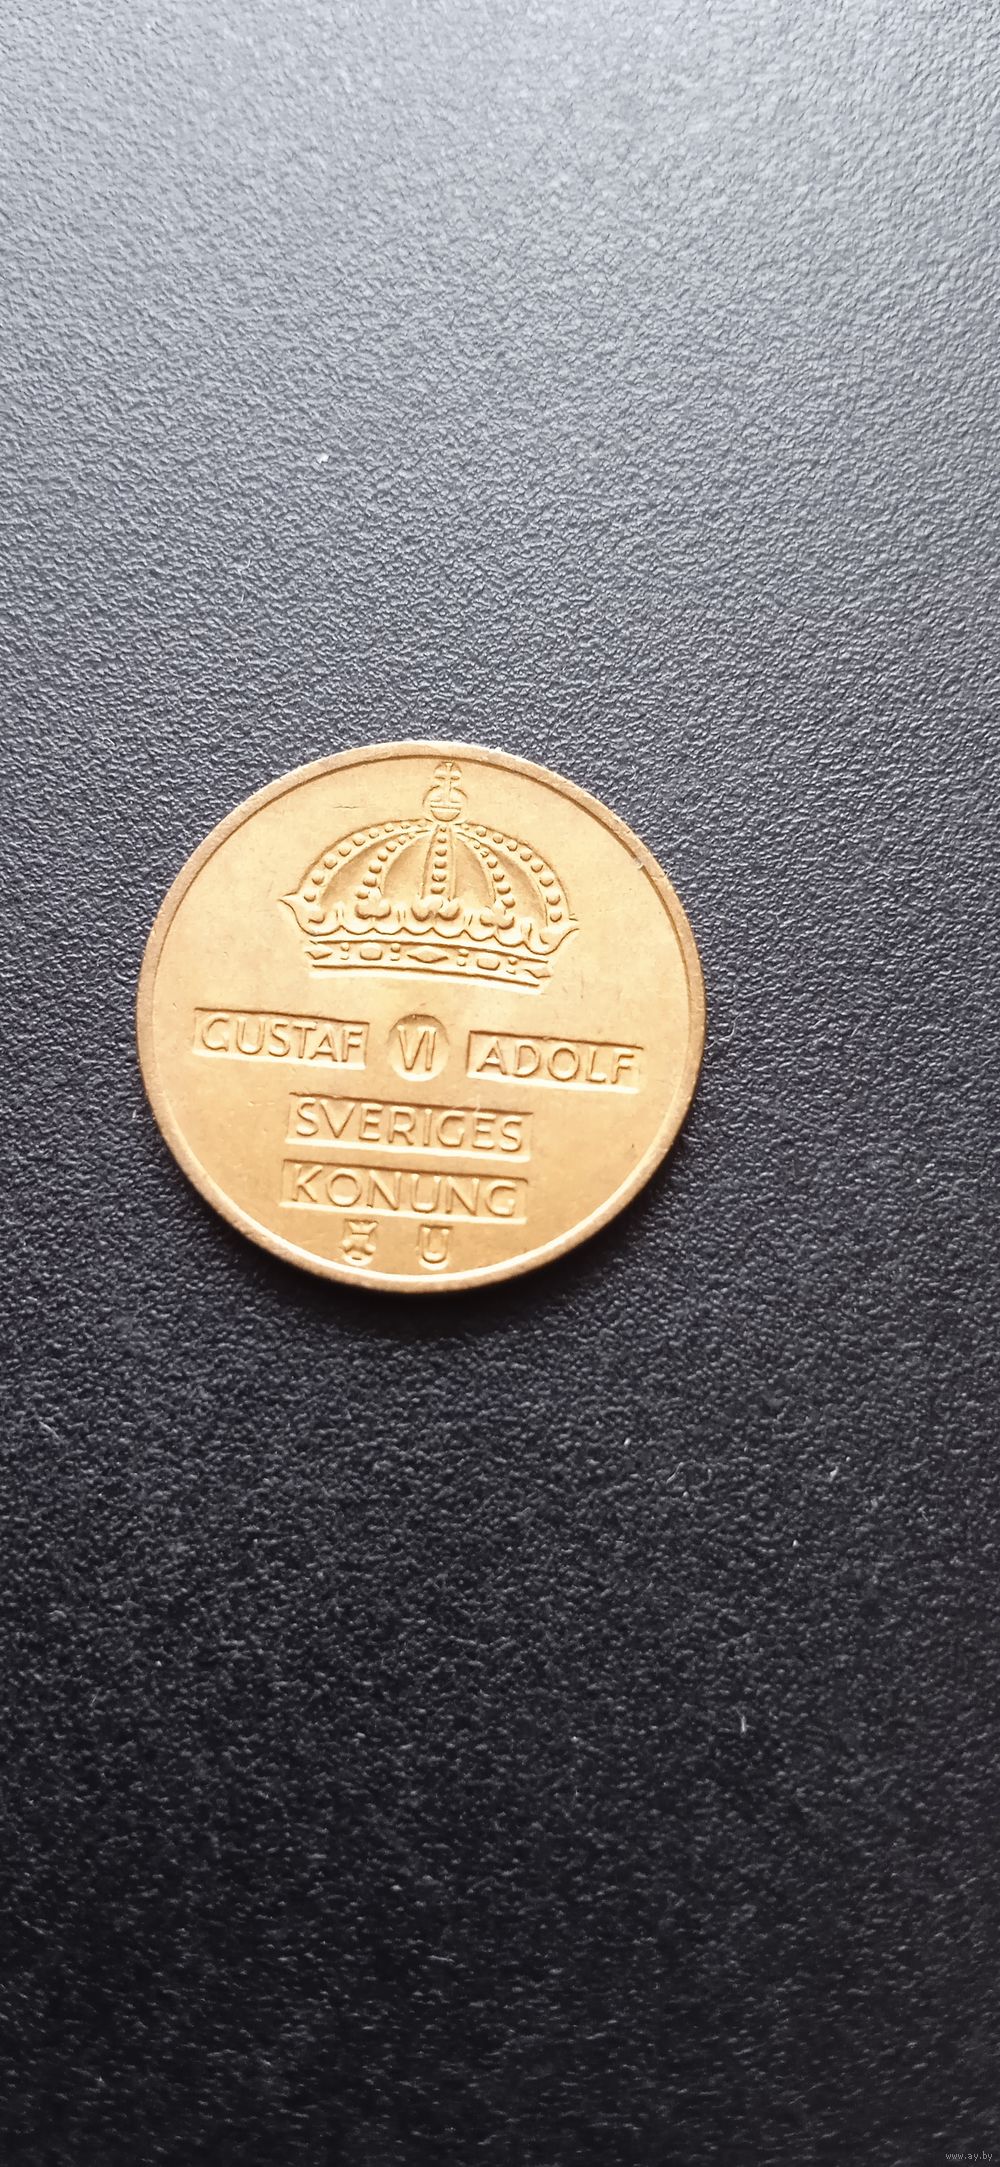 GUSTAF VI ADOLF
SVERIGES
KONUNG
U
www.ay.by